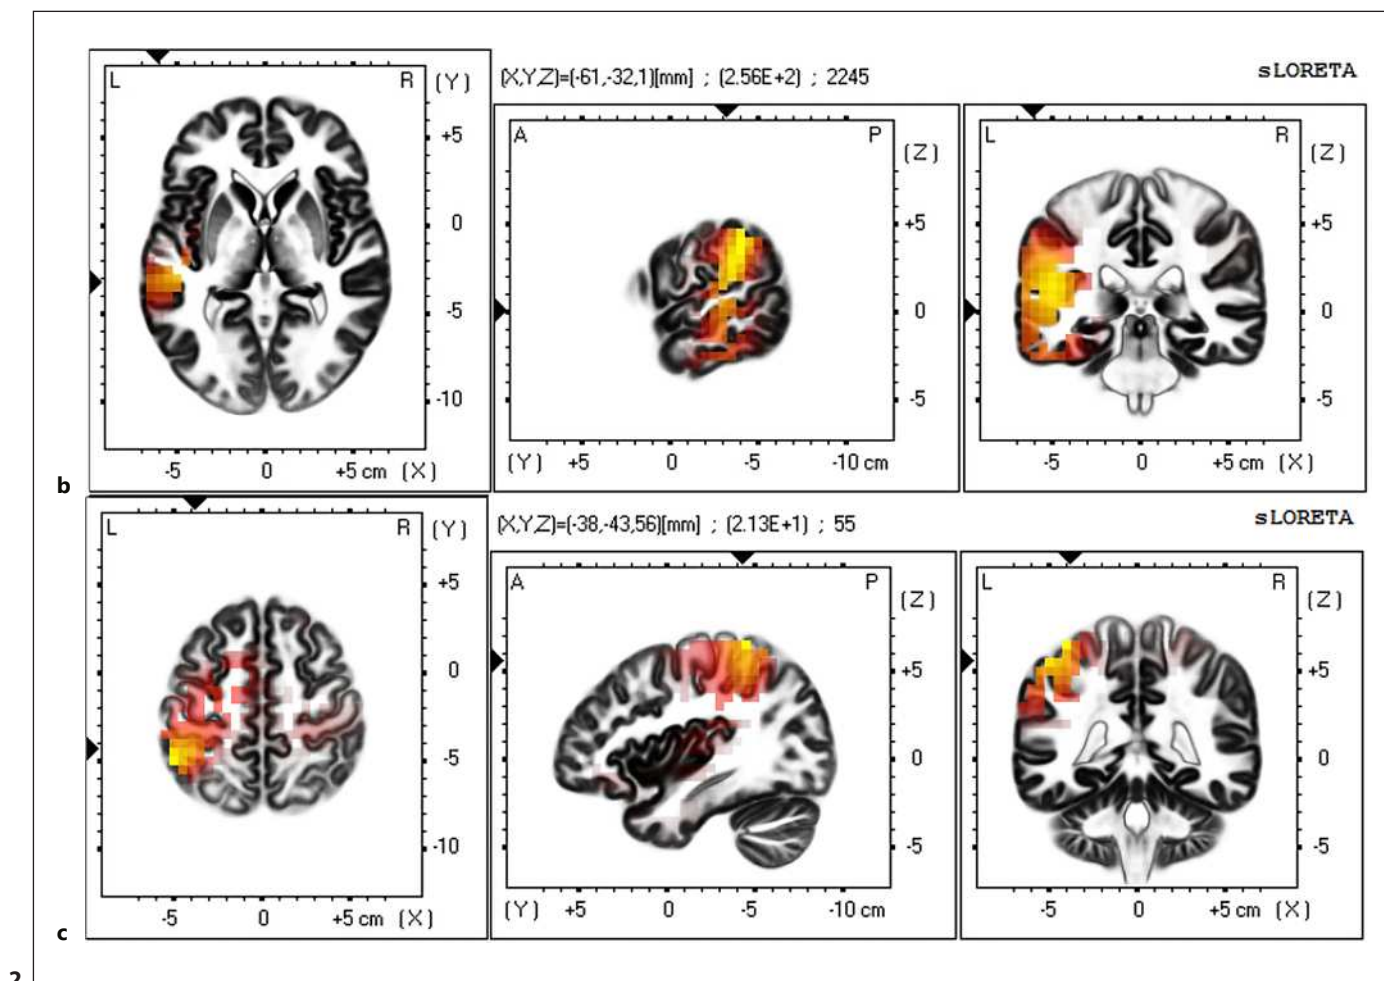 (X,Y,Z)=(-61,-32,1)[mm] ; (2.56E+2) ; 2245
sLORETA
L R (Y)
+5
0
-5
-10
-5 0 +5 cm (X)
A P (Z)
+5
0
-5
(Y) +5 0 -5 -10 cm
L R (Z)
+5
0
-5
-5 0 +5 cm (X)
b
(X,Y,Z)=(-38,-43,56)[mm] ; (2.13E+1) ; 55
sLORETA
L R (Y)
+5
0
-5
-10
-5 0 +5 cm (X)
A P (Z)
+5
0
-5
(Y) +5 0 -5 -10 cm
L R (Z)
+5
0
-5
-5 0 +5 cm (X)
c
2